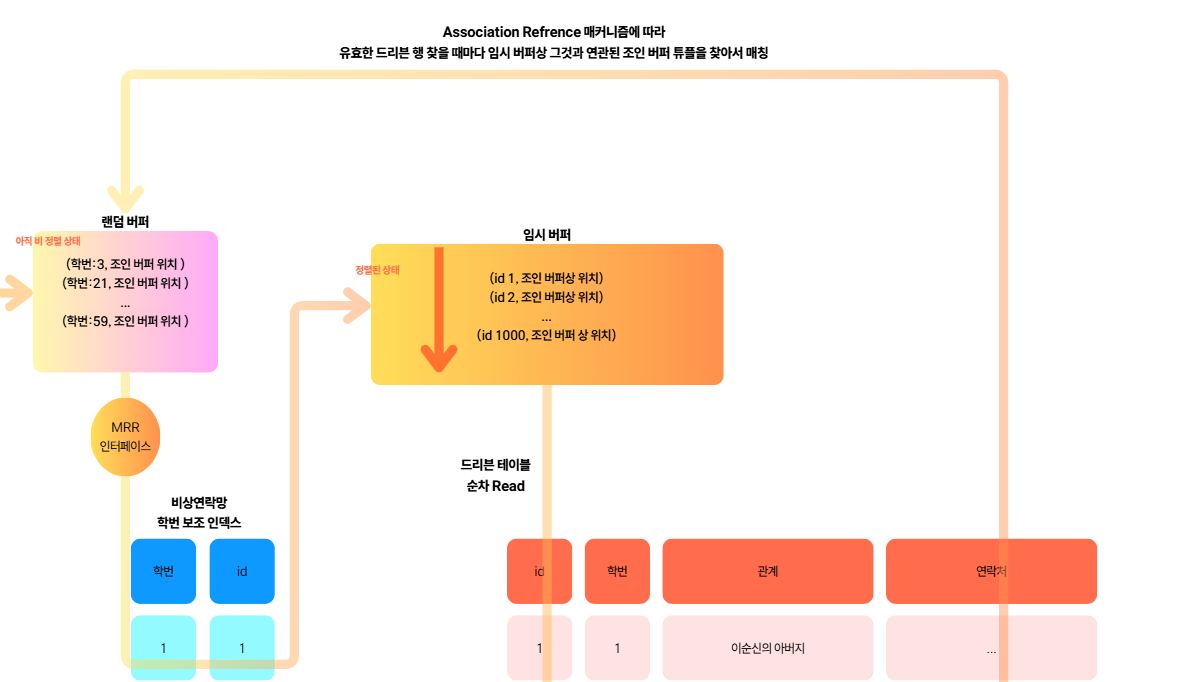 Association Refrence 매커니즘에 따라
유효한 드리븐 행 찾을 때마다 임시 버퍼상 그것과 연관된 조인 버퍼 튜플을 찾아서 매칭
랜덤 버퍼
아직 비 정렬 상태
(학번:3, 조인 버퍼 위치 )
(학번:21, 조인 버퍼 위치 )
...
(학번:59, 조인 버퍼 위치 )
임시 버퍼
정렬된 상태
(id 1, 조인 버퍼상 위치)
(id 2, 조인 버퍼상 위치)
...
(id 1000, 조인 버퍼 상 위치)
MRR
인터페이스
드리븐 테이블
순차 Read
비상연락망
학번 보조 인덱스
학번 id
1 1
id 학번 관계 연락처
1 1 이순신의 아버지 ...